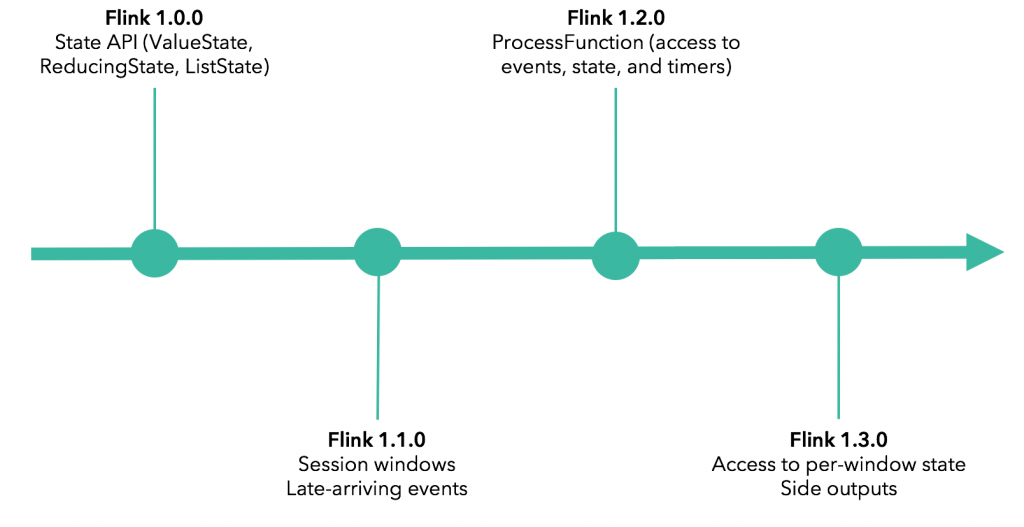 Flink 1.0.0
State API (ValueState,
ReducingState, ListState)
Flink 1.1.0
Session windows
Late-arriving events
Flink 1.2.0
ProcessFunction (access to
events, state, and timers)
Flink 1.3.0
Access to per-window state
Side outputs